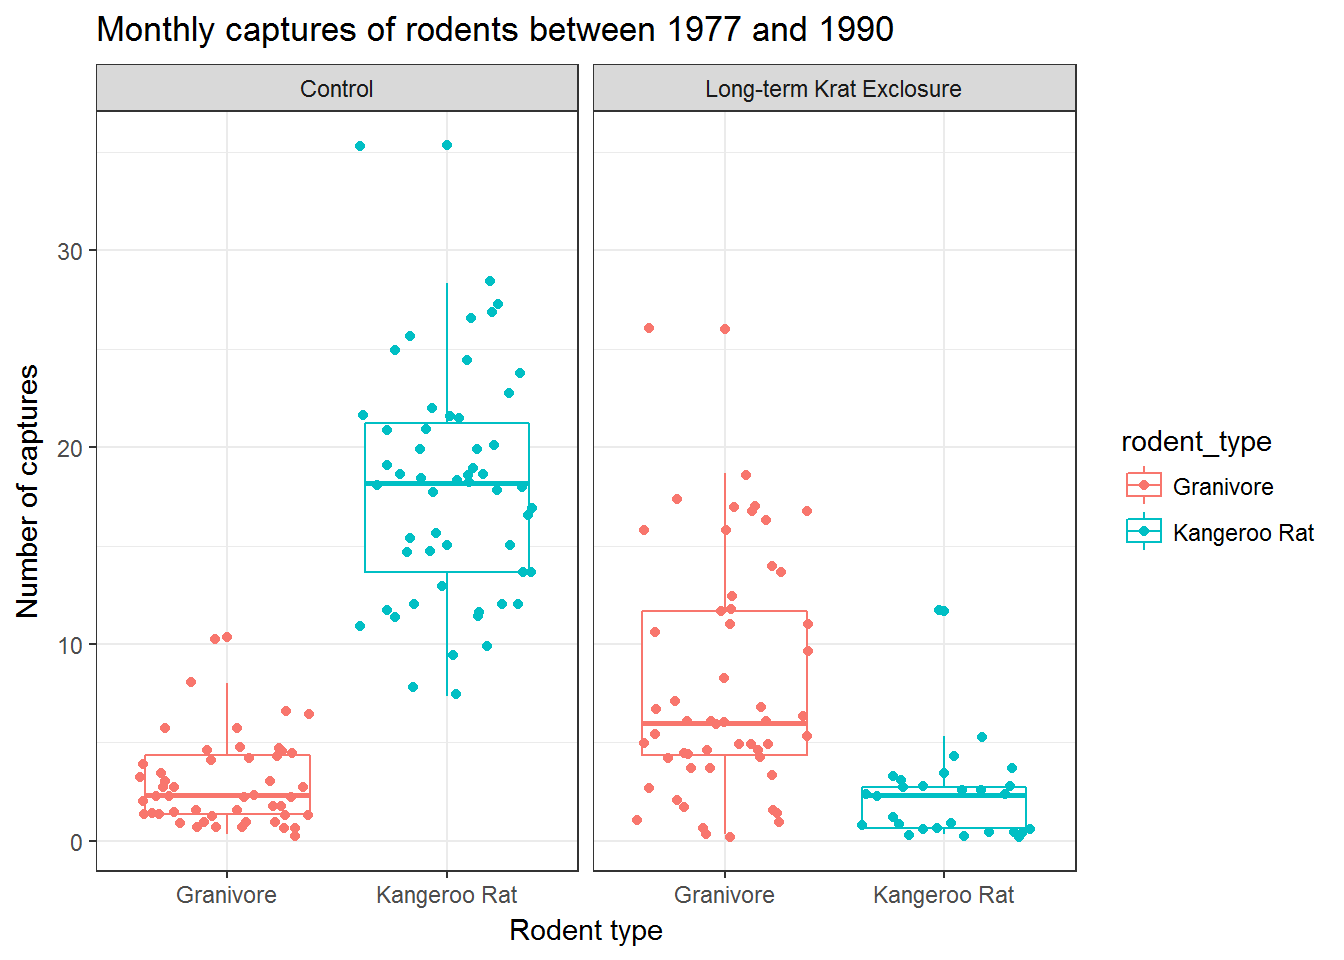 Monthly captures of rodents between 1977 and 1990
Control
Long-term Krat Exclosure
Number of captures
30
20
10
0
Granivore
Kangeroo Rat
Granivore
Kangeroo Rat
Rodent type
rodent_type
Granivore
Kangeroo Rat